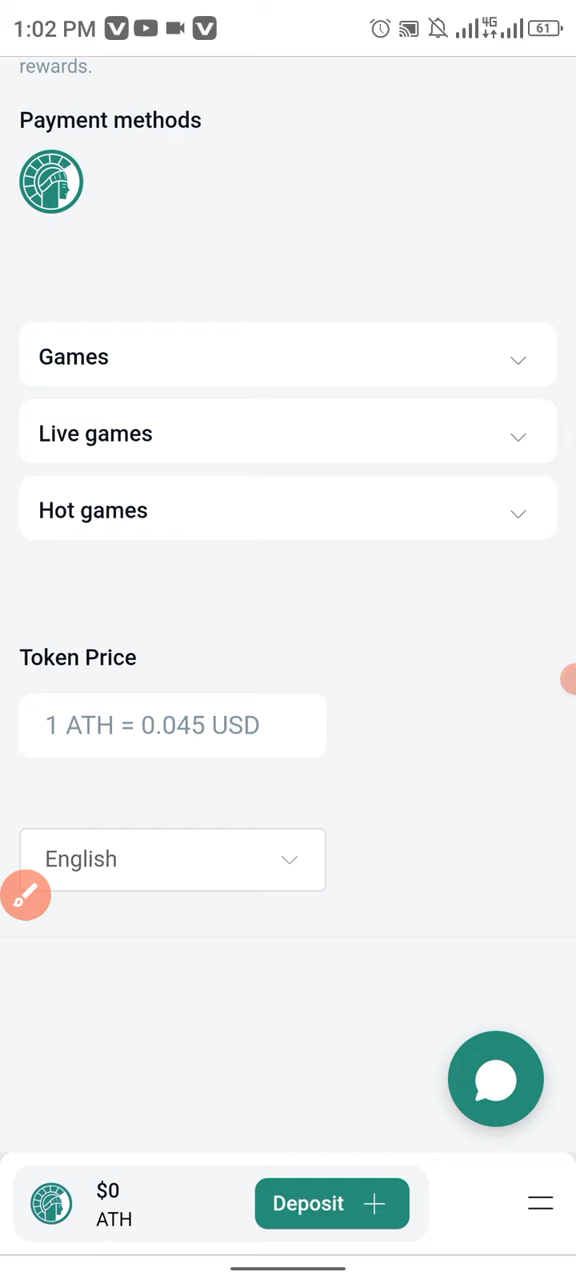 1:02 PM
4G
61
rewards.
Payment methods
Games
Live games
Hot games
Token Price
1 ATH = 0.045 USD
English
$0
ATH
Deposit